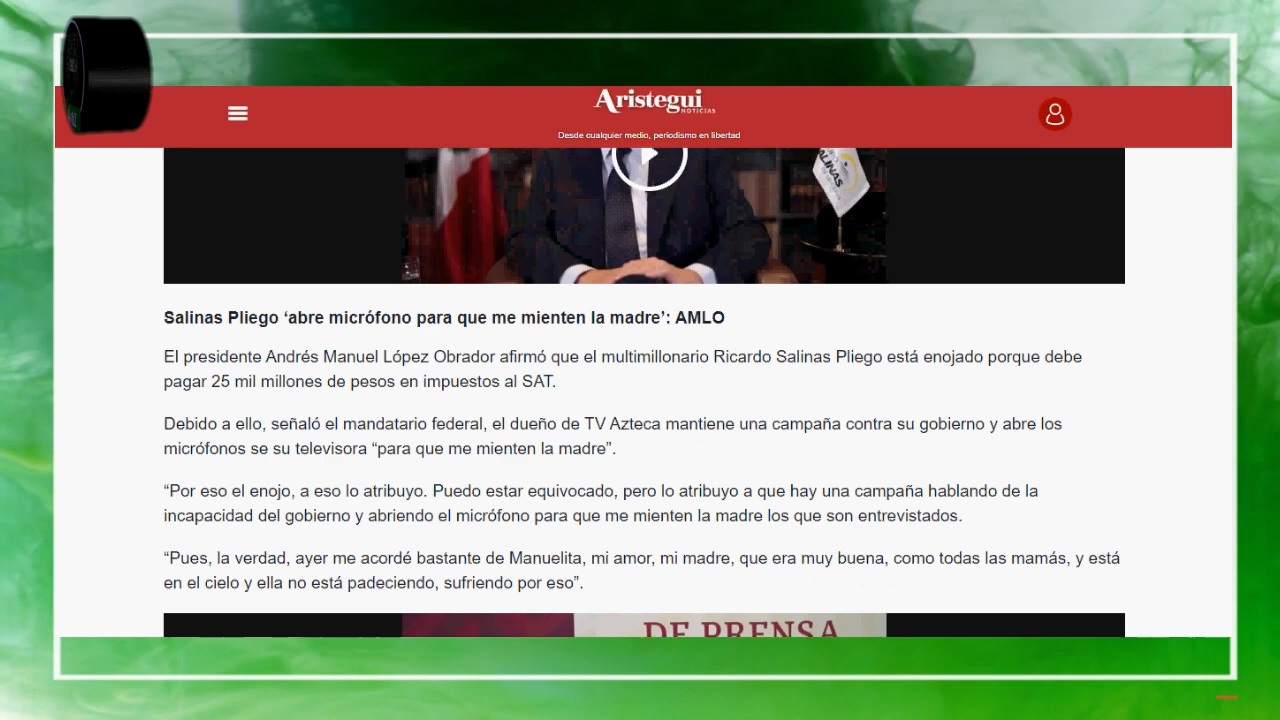 Aristegui
NOTICIAS
Desde cualquier medio, periodismo en libertad
SALINAS
Salinas Pliego ‘abre micrófono para que me mienten la madre’: AMLO
El presidente Andrés Manuel López Obrador afirmó que el multimillonario Ricardo Salinas Pliego está enojado porque debe
pagar 25 mil millones de pesos en impuestos al SAT.
Debido a ello, señaló el mandatario federal, el dueño de TV Azteca mantiene una campaña contra su gobierno y abre los
micrófonos se su televisora “para que me mienten la madre”.
“Por eso el enojo, a eso lo atribuyo. Puedo estar equivocado, pero lo atribuyo a que hay una campaña hablando de la
incapacidad del gobierno y abriendo el micrófono para que me mienten la madre los que son entrevistados.
“Pues, la verdad, ayer me acordé bastante de Manuelita, mi amor, mi madre, que era muy buena, como todas las mamás, y está
en el cielo y ella no está padeciendo, sufriendo por eso”.
DE PRENSA